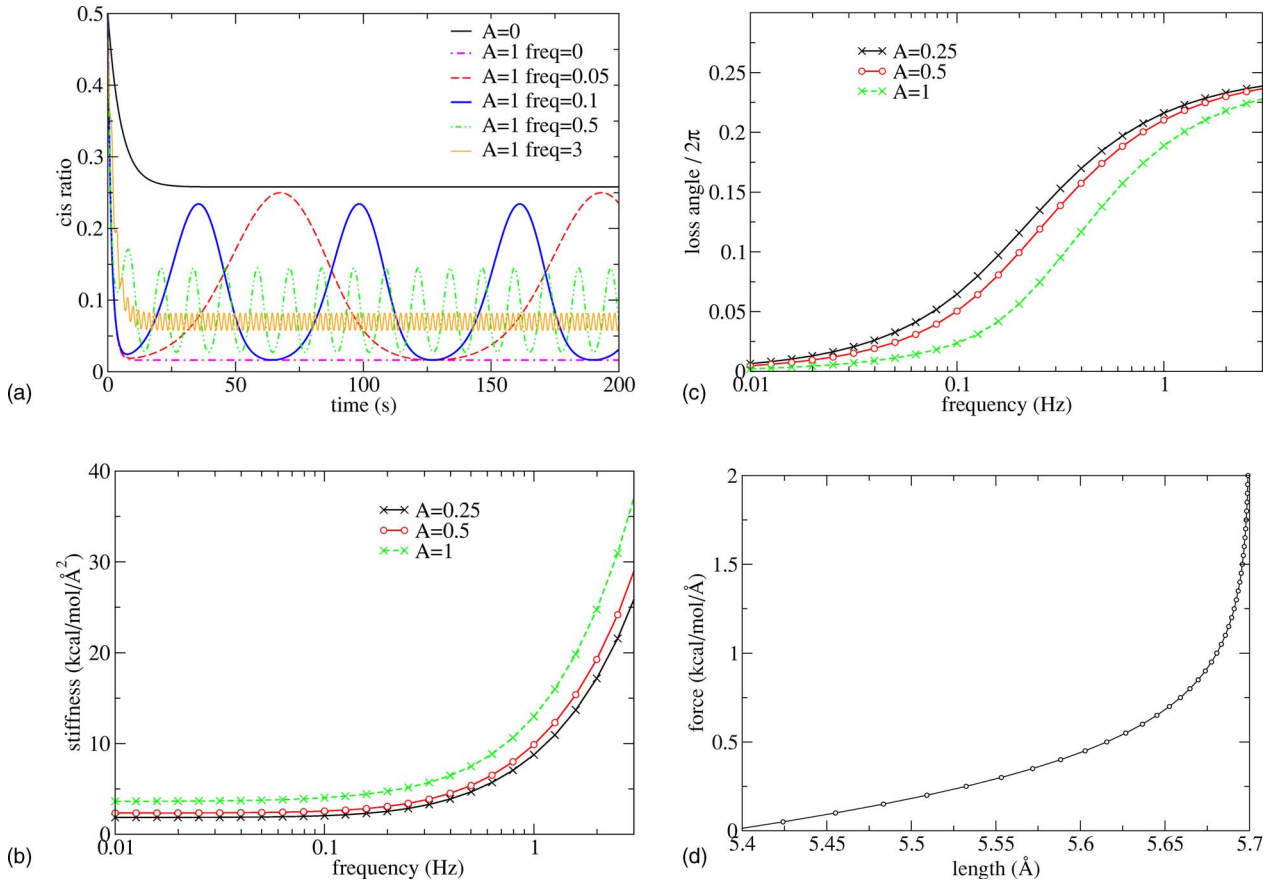 0.5
0.4
0.3
0.2
0.1
0
cis ratio
A=0
A=1 freq=0
A=1 freq=0.05
A=1 freq=0.1
A=1 freq=0.5
A=1 freq=3
0 50 100 150 200
time (s)
(a)
0.25
0.2
0.15
0.1
0.05
0
loss angle / 2π
A=0.25
A=0.5
A=1
0.01 0.1 1
frequency (Hz)
(c)
40
30
20
10
0
stiffness (kcal/mol/Å²)
A=0.25
A=0.5
A=1
0.01 0.1 1
frequency (Hz)
(b)
2
1.5
1
0.5
0
force (kcal/mol/Å)
5.4 5.45 5.5 5.55 5.6 5.65 5.7
length (Å)
(d)